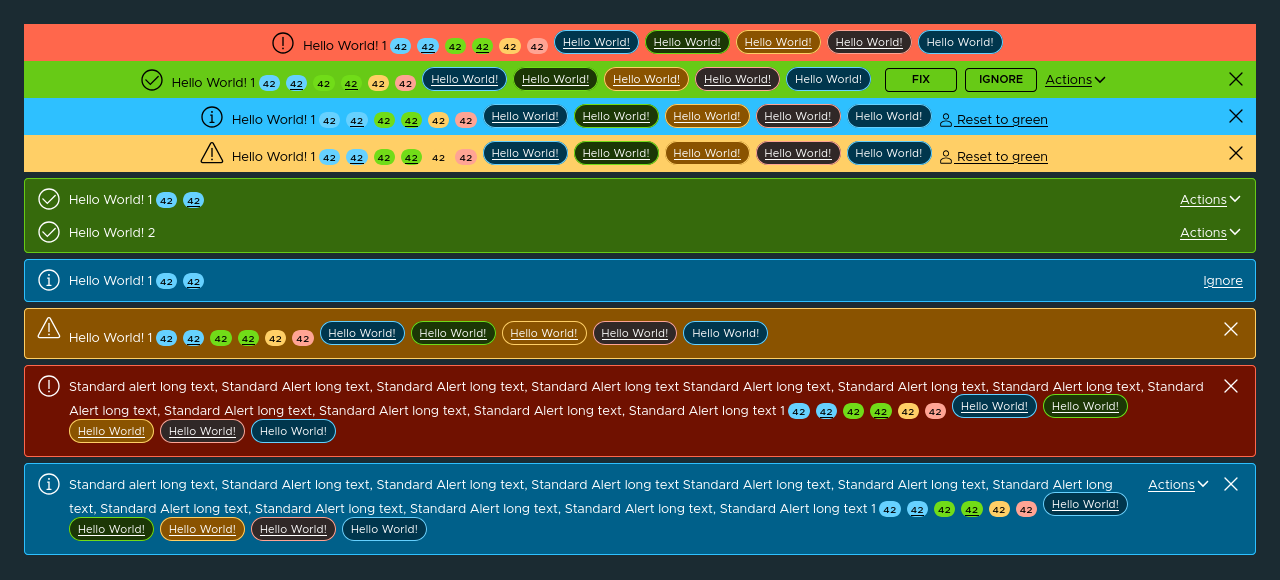 Hello World! 1 42 42 42 42 42 42 Hello World! Hello World! Hello World! Hello World! Hello World!
Hello World! 1 42 42 42 42 42 42 Hello World! Hello World! Hello World! Hello World! Hello World! FIX IGNORE Actions
Hello World! 1 42 42 42 42 42 42 Hello World! Hello World! Hello World! Hello World! Hello World! Reset to green
Hello World! 1 42 42 42 42 42 42 Hello World! Hello World! Hello World! Hello World! Hello World! Reset to green
Hello World! 1 42 42 Actions
Hello World! 2 Actions
Hello World! 1 42 42 Ignore
Hello World! 1 42 42 42 42 42 42 Hello World! Hello World! Hello World! Hello World! Hello World!
Standard alert long text, Standard Alert long text, Standard Alert long text, Standard Alert long text Standard Alert long text, Standard Alert long text, Standard Alert long text, Standard
Alert long text, Standard Alert long text, Standard Alert long text, Standard Alert long text, Standard Alert long text 1 42 42 42 42 42 42 Hello World! Hello World!
Hello World! Hello World! Hello World!
Standard alert long text, Standard Alert long text, Standard Alert long text, Standard Alert long text Standard Alert long text, Standard Alert long text, Standard Alert long Actions
text, Standard Alert long text, Standard Alert long text, Standard Alert long text, Standard Alert long text, Standard Alert long text 1 42 42 42 42 42 42 Hello World!
Hello World! Hello World! Hello World! Hello World!